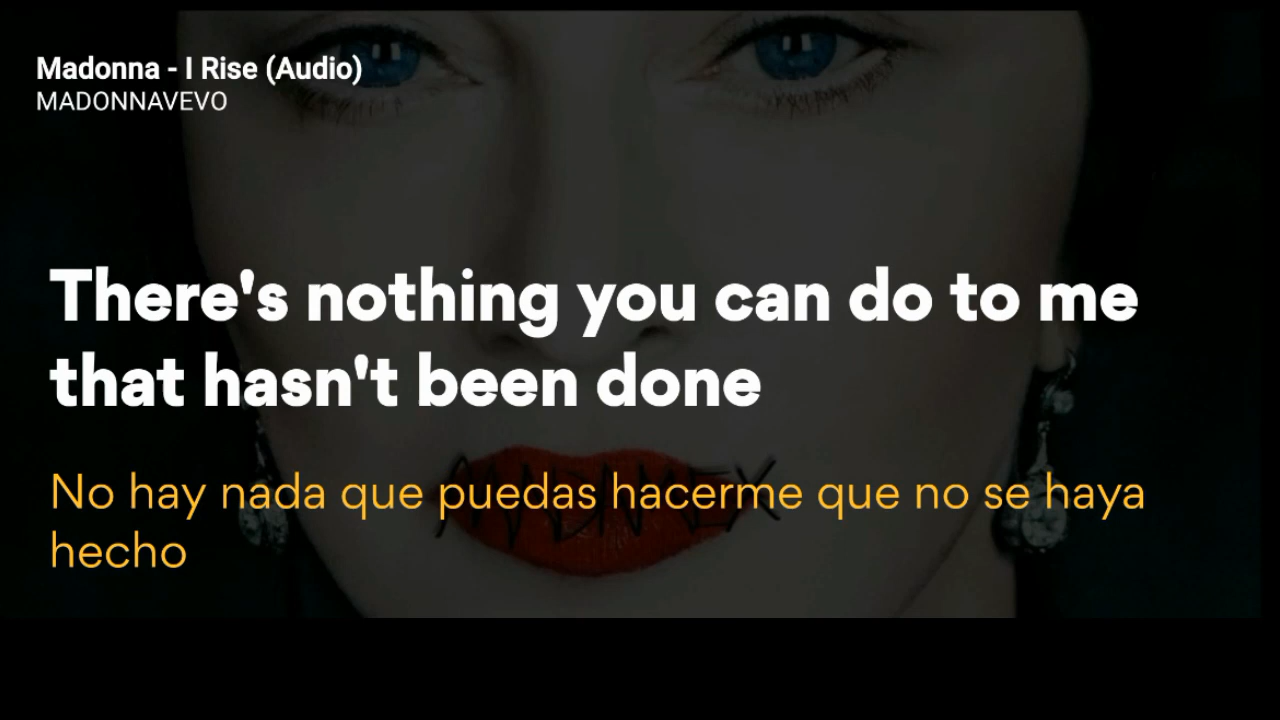 Madonna - I Rise (Audio)
MADONNAVEVO
There's nothing you can do to me
that hasn't been done
No hay nada que puedas hacerme que no se haya
hecho
MADAME X